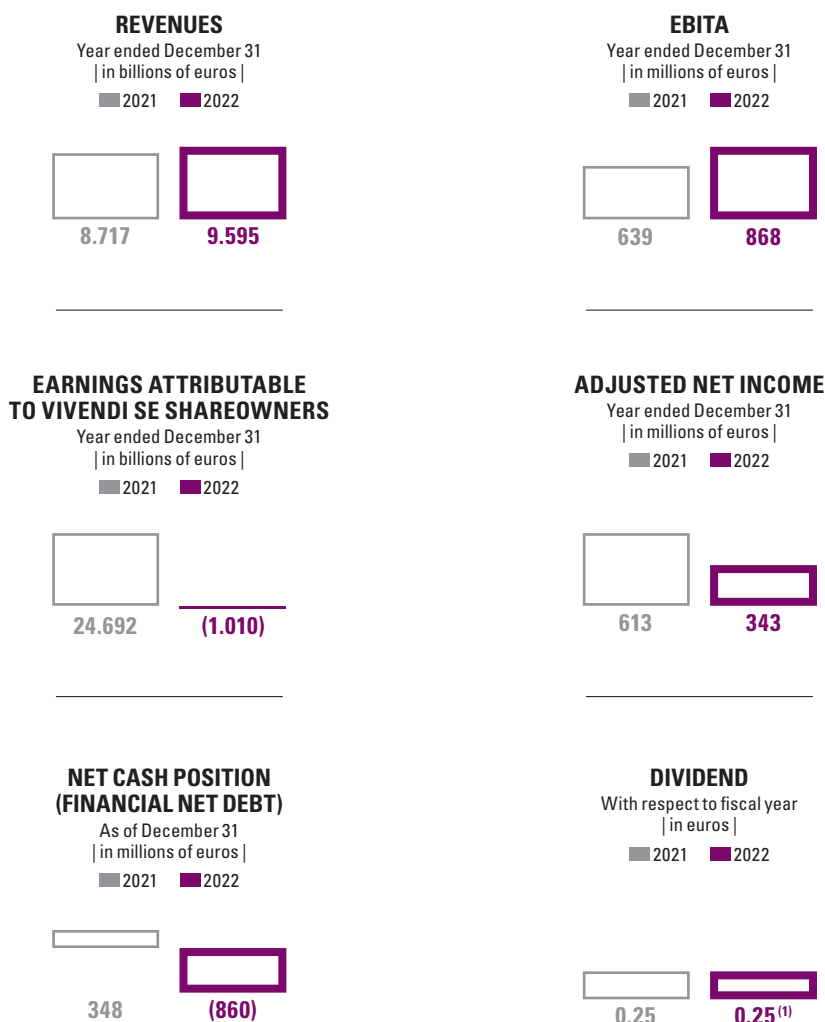 REVENUES
Year ended December 31
| in billions of euros |
2021 2022
8.717 9.595
EBITA
Year ended December 31
| in millions of euros |
2021 2022
639 868
EARNINGS ATTRIBUTABLE
TO VIVENDI SE SHAREOWNERS
Year ended December 31
| in billions of euros |
2021 2022
24.692 (1.010)
ADJUSTED NET INCOME
Year ended December 31
| in millions of euros |
2021 2022
613 343
NET CASH POSITION
(FINANCIAL NET DEBT)
As of December 31
| in millions of euros |
2021 2022
348 (860)
DIVIDEND
With respect to fiscal year
| in euros |
2021 2022
0.25 0.25 (1)